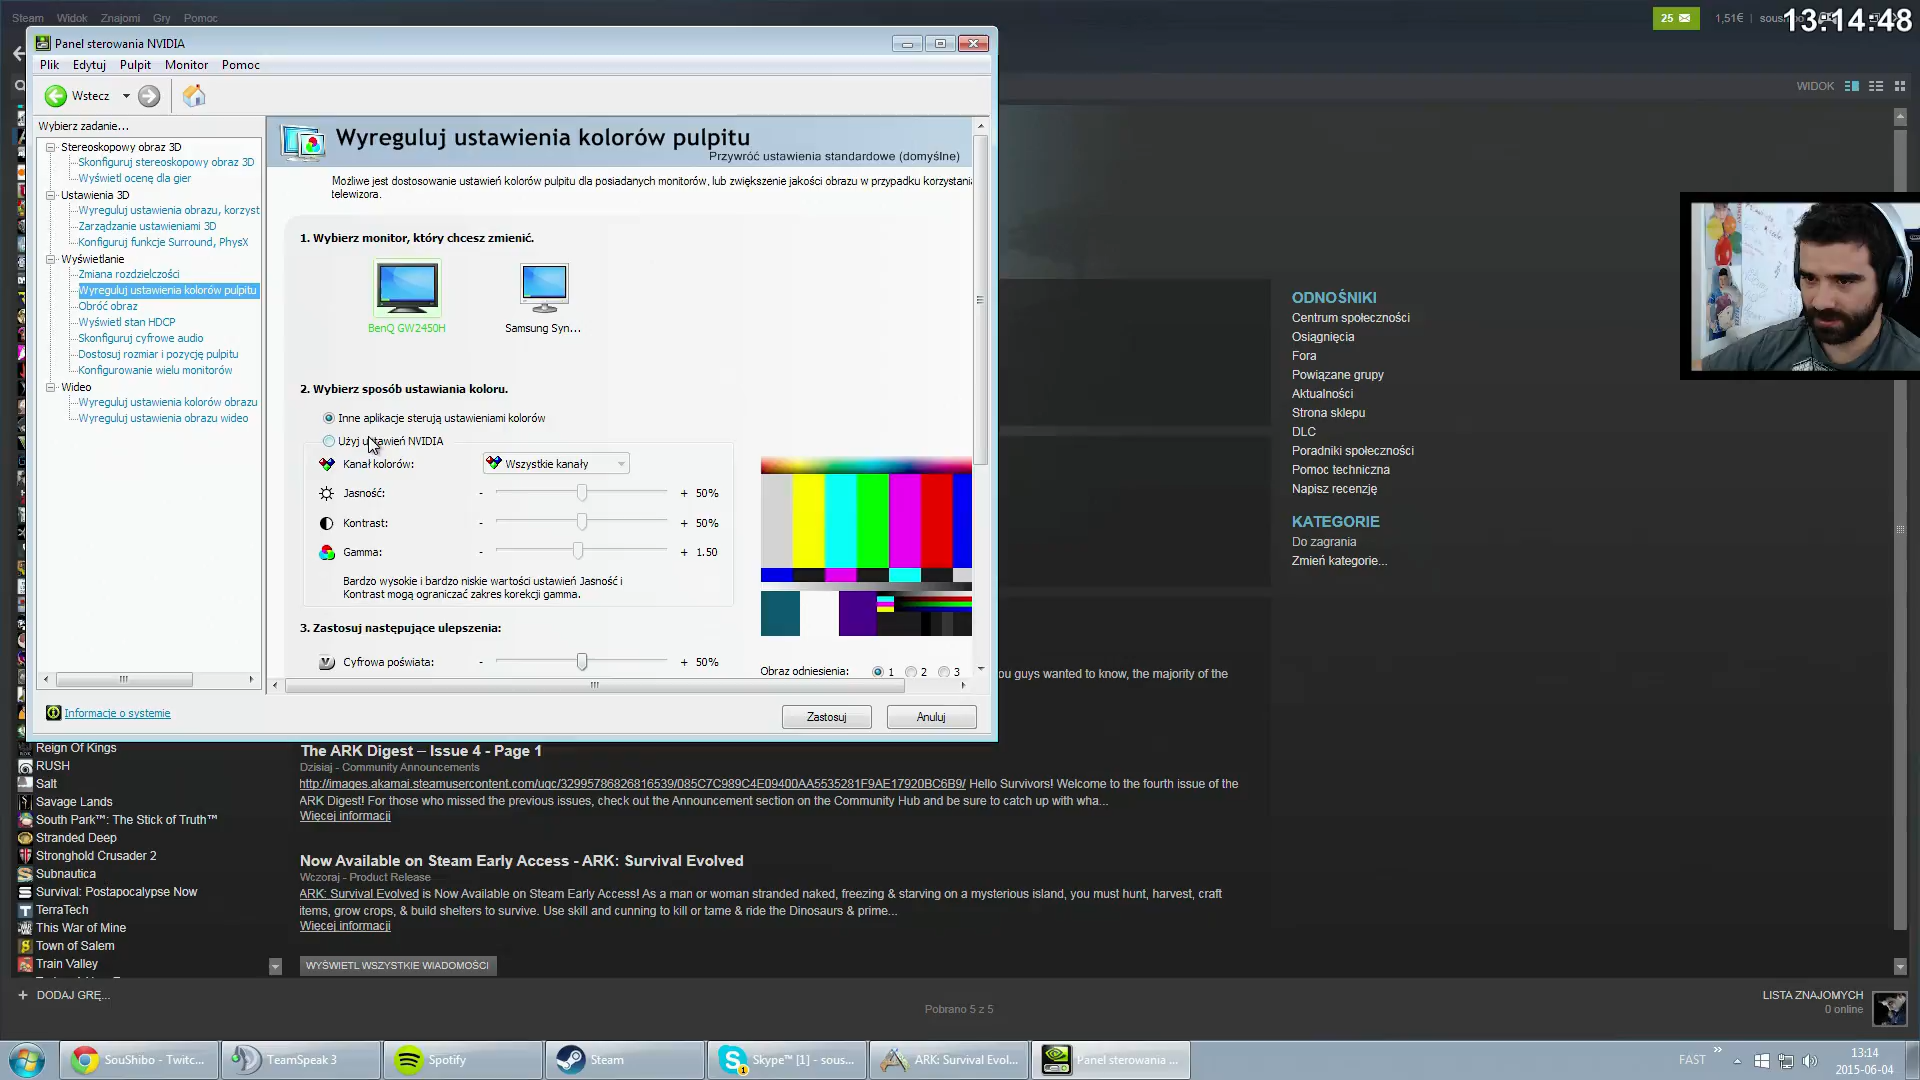 Steam Widok Znajomi Gry Pomoc
25
1,51€
13:14:48
Panel sterowania NVIDIA
Plik Edytuj Pulpit Monitor Pomoc
Wstecz
WIDOK
Wybierz zadanie...
Stereoskopowy obraz 3D
Skonfiguruj stereoskopowy obraz 3D
Wyświetl ocenę dla gier
Ustawienia 3D
Wyreguluj ustawienia obrazu, korzyst
Zarządzanie ustawieniami 3D
Konfiguruj funkcje Surround, PhysX
Wyświetlanie
Zmiana rozdzielczości
Wyreguluj ustawienia kolorów pulpitu
Obróć obraz
Wyświetl stan HDCP
Skonfiguruj cyfrowe audio
Dostosuj rozmiar i pozycję pulpitu
Konfigurowanie wielu monitorów
Wideo
Wyreguluj ustawienia kolorów obrazu
Wyreguluj ustawienia obrazu wideo
Wyreguluj ustawienia kolorów pulpitu
Przywróć ustawienia standardowe (domyślne)
Możliwe jest dostosowanie ustawień kolorów pulpitu dla posiadanych monitorów, lub zwiększenie jakości obrazu w przypadku korzystani
telewizora.
1. Wybierz monitor, który chcesz zmienić.
BenQ GW2450H
Samsung Syn...
2. Wybierz sposób ustawiania koloru.
Inne aplikacje sterują ustawieniami kolorów
Użyj ustawień NVIDIA
Kanał kolorów: Wszystkie kanały
Jasność: - + 50%
Kontrast: - + 50%
Gamma: - + 1.50
Bardzo wysokie i bardzo niskie wartości ustawień Jasność i
Kontrast mogą ograniczać zakres korekcji gamma.
3. Zastosuj następujące ulepszenia:
Cyfrowa poświata: - + 50%
Obraz odniesienia: 1 2 3
Informacje o systemie
Zastosuj
Anuluj
ODNOŚNIKI
Centrum społeczności
Osiągnięcia
Fora
Powiązane grupy
Aktualności
Strona sklepu
DLC
Poradniki społeczności
Pomoc techniczna
Napisz recenzję
KATEGORIE
Do zagrania
Zmień kategorie...
ou guys wanted to know, the majority of the
Reign Of Kings
RUSH
Salt
Savage Lands
South Park™: The Stick of Truth™
Stranded Deep
Stronghold Crusader 2
Subnautica
Survival: Postapocalypse Now
TerraTech
This War of Mine
Town of Salem
Train Valley
The ARK Digest – Issue 4 - Page 1
Dzisiaj - Community Announcements
http://images.akamai.steamusercontent.com/ugc/32995786826816539/085C7C989C4E09400AA5535281F9AE17920BC6B9/ Hello Survivors! Welcome to the fourth issue of the
ARK Digest! For those who missed the previous issues, check out the Announcement section on the Community Hub and be sure to catch up with wha...
Więcej informacji
Now Available on Steam Early Access - ARK: Survival Evolved
Wczoraj - Product Release
ARK: Survival Evolved is Now Available on Steam Early Access! As a man or woman stranded naked, freezing & starving on a mysterious island, you must hunt, harvest, craft
items, grow crops, & build shelters to survive. Use skill and cunning to kill or tame & ride the Dinosaurs & prime...
Więcej informacji
WYŚWIETL WSZYSTKIE WIADOMOŚCI
+ DODAJ GRĘ...
Pobrano 5 z 5
LISTA ZNAJOMYCH
0 online
SouShibo - Twitc...
TeamSpeak 3
Spotify
Steam
Skype™ [1] - sous...
ARK: Survival Evol...
Panel sterowania ...
FAST
13:14
2015-06-04